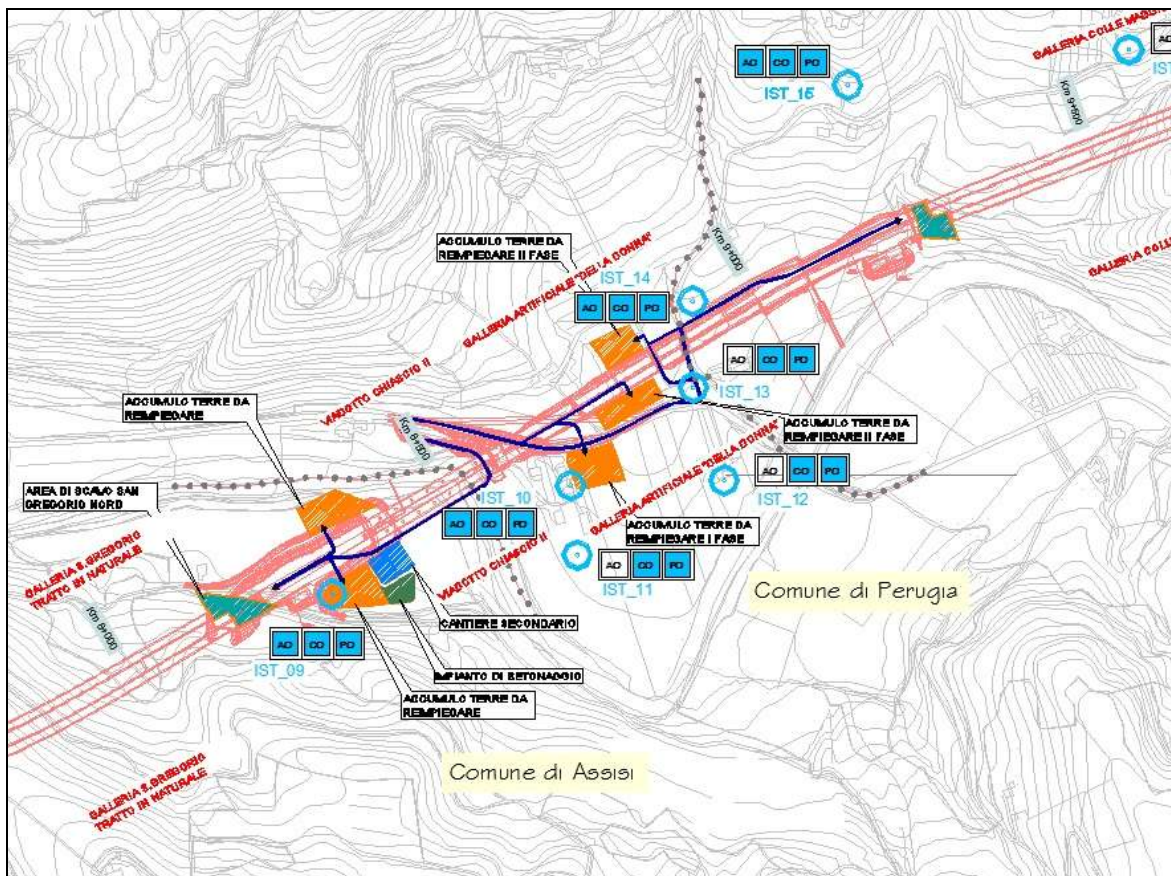 GALLERIA COLLE MAGG
AO
IST_
AO CO PO
IST_15
Km 9+500
GALLERIA COLL
ACCUMULO TERRE DA
REIMPIEGARE II FASE
Km 9+000
IST_14
AO CO PO
GALLERIA ARTIFICIALE "DELLA DONNA"
VIADOTTO CHIASCIO II
AO CO PO
IST_13
ACCUMULO TERRE DA
REIMPIEGARE
Km 8+500
ACCUMULO TERRE DA
REIMPIEGARE II FASE
AREA DI SCAVO SAN
GREGORIO NORD
IST_10
AO CO PO
GALLERIA ARTIFICIALE "DELLA DONNA"
AO CO PO
IST_12
ACCUMULO TERRE DA
REIMPIEGARE I FASE
GALLERIA S.GREGORIO
TRATTO IN NATURALE
VIADOTTO CHIASCIO II
AO CO PO
IST_11
Comune di Perugia
Km 8+000
CANTIERE SECONDARIO
AO CO PO
IST_09
IMPIANTO DI BETONAGGIO
ACCUMULO TERRE DA
REIMPIEGARE
GALLERIA S.GREGORIO
TRATTO IN NATURALE
Comune di Assisi